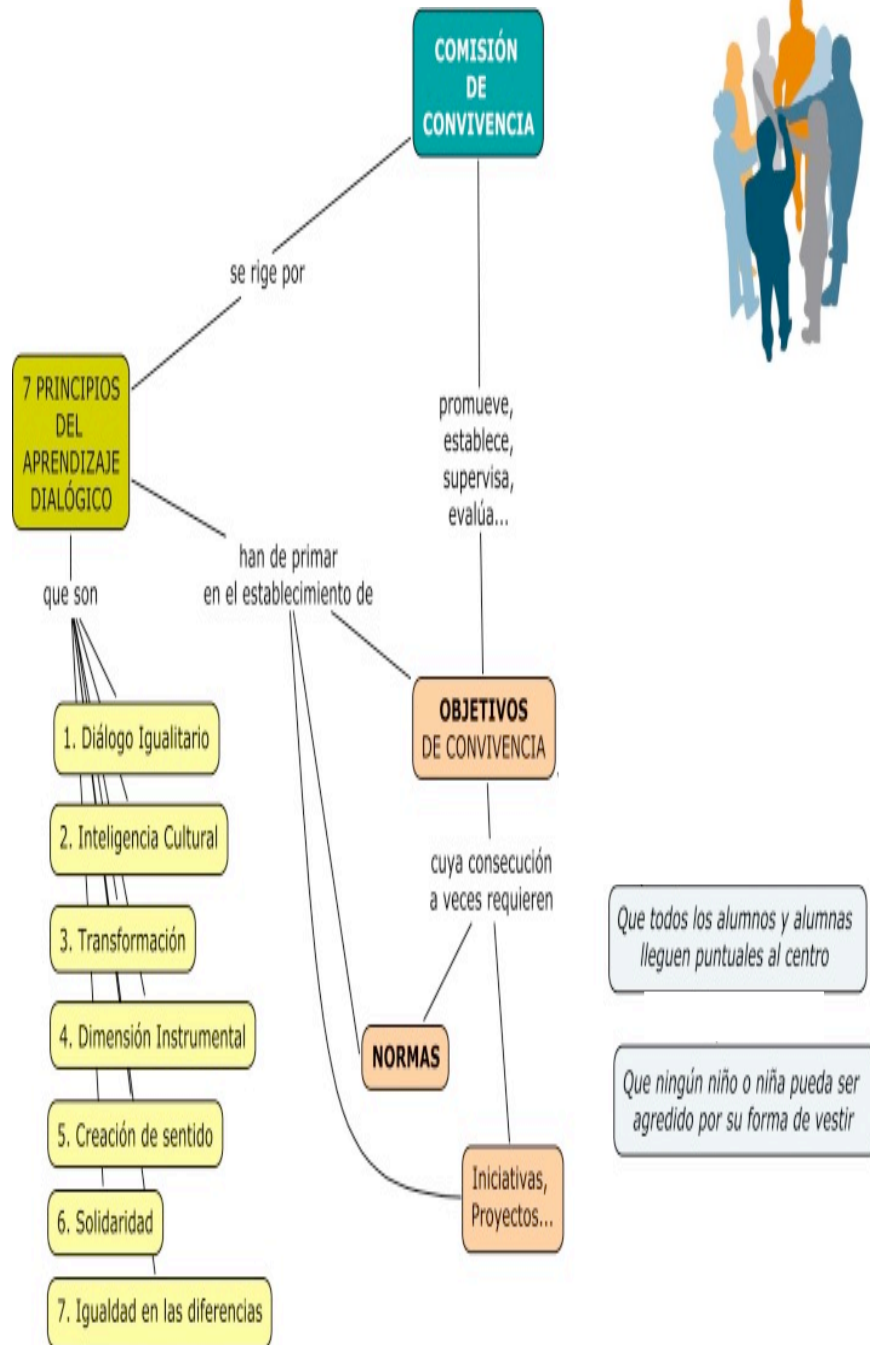 COMISIÓN
DE
CONVIVENCIA
se rige por
7 PRINCIPIOS
DEL
APRENDIZAJE
DIALÓGICO
promueve,
establece,
supervisa,
evalúa...
han de primar
en el establecimiento de
que son
1. Diálogo Igualitario
2. Inteligencia Cultural
3. Transformación
4. Dimensión Instrumental
5. Creación de sentido
6. Solidaridad
7. Igualdad en las diferencias
OBJETIVOS
DE CONVIVENCIA
cuya consecución
a veces requieren
NORMAS
Iniciativas,
Proyectos...
Que todos los alumnos y alumnas
lleguen puntuales al centro
Que ningún niño o niña pueda ser
agredido por su forma de vestir